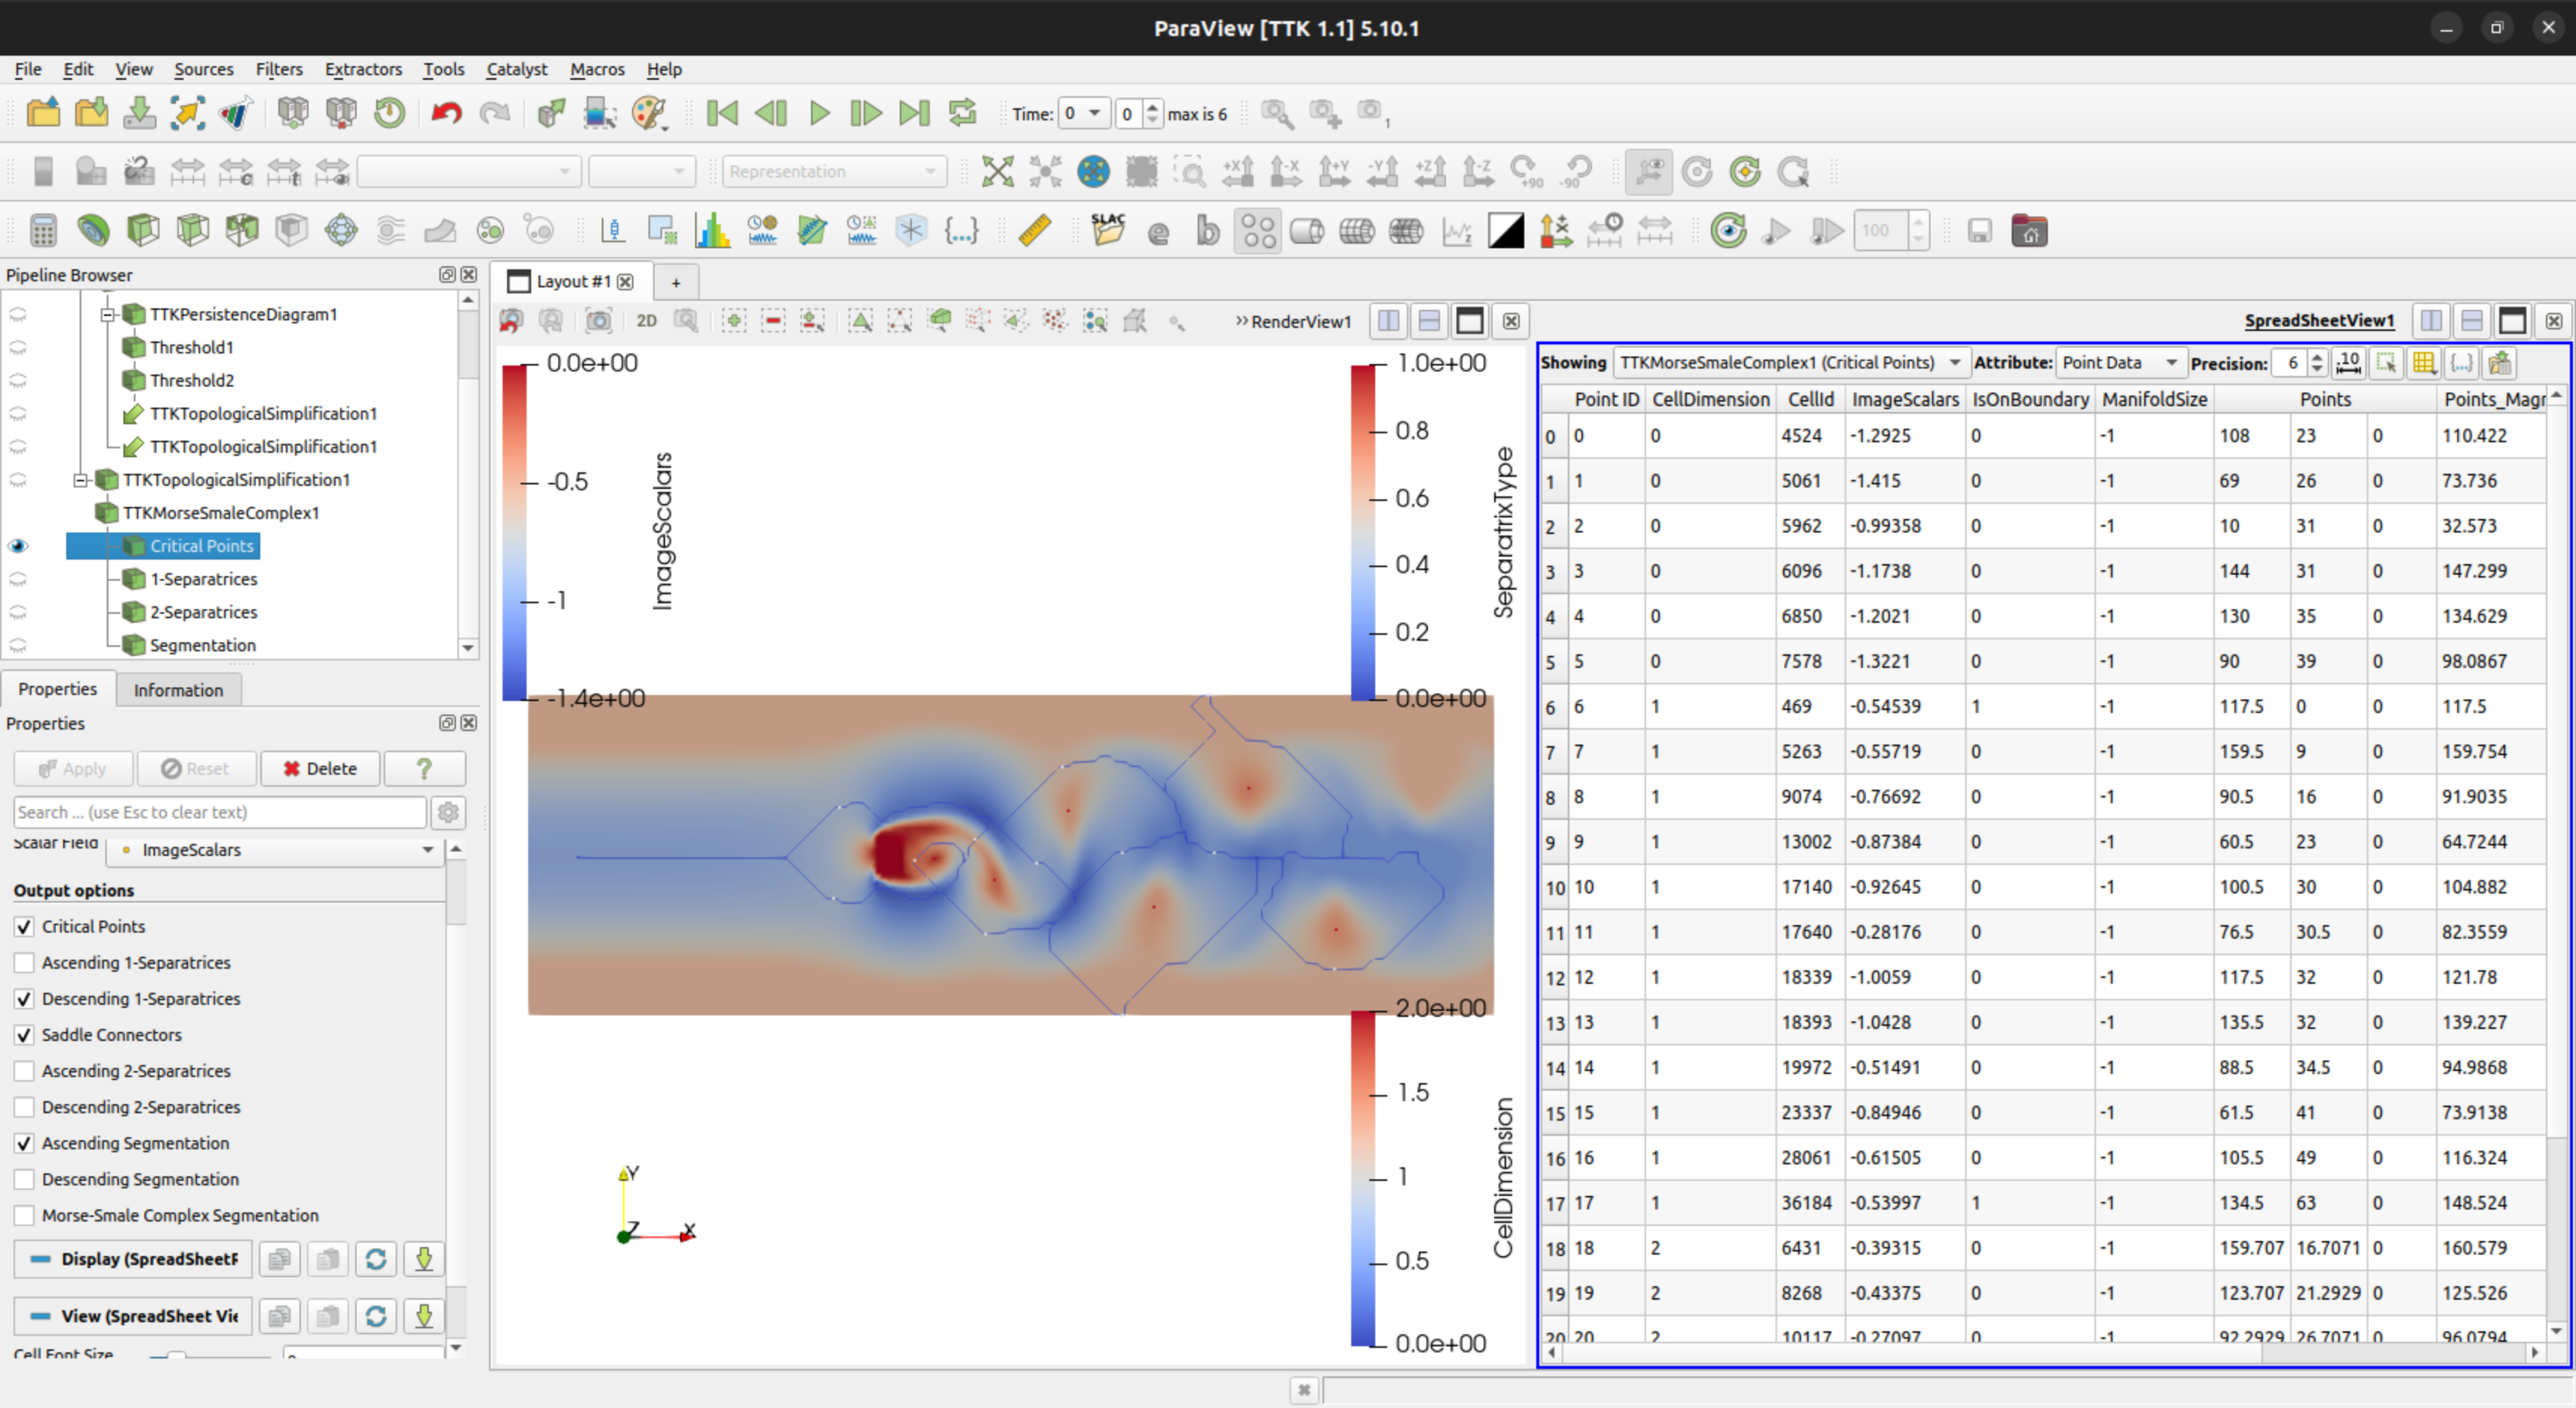 ParaView [TTK 1.1] 5.10.1
File Edit View Sources Filters Extractors Tools Catalyst Macros Help
Time: 0 0 max is 6
1
Representation
+X -X +Y -Y +Z -Z +90 -90
SLAC e b 100
Pipeline Browser
TTKPersistenceDiagram1
Threshold1
Threshold2
TTKTopologicalSimplification1
TTKTopologicalSimplification1
TTKTopologicalSimplification1
TTKMorseSmaleComplex1
Critical Points
1-Separatrices
2-Separatrices
Segmentation
Properties Information
Properties
Apply Reset Delete ?
Search ... (use Esc to clear text)
Scalar Field ImageScalars
Output options
Critical Points
Ascending 1-Separatrices
Descending 1-Separatrices
Saddle Connectors
Ascending 2-Separatrices
Descending 2-Separatrices
Ascending Segmentation
Descending Segmentation
Morse-Smale Complex Segmentation
Display (SpreadSheetF
View (SpreadSheet Vie
Cell Font Size
Layout #1 +
2D >> RenderView1
0.0e+00
-0.5
-1
-1.4e+00
ImageScalars
1.0e+00
0.8
0.6
0.4
0.2
0.0e+00
SeparatrixType
2.0e+00
1.5
1
0.5
0.0e+00
CellDimension
Y
Z X
SpreadSheetView1
Showing TTKMorseSmaleComplex1 (Critical Points) Attribute: Point Data Precision: 6 .10 {...}
Point ID CellDimension CellId ImageScalars IsOnBoundary ManifoldSize Points Points_Magr
0 0 0 4524 -1.2925 0 -1 108 23 0 110.422
1 1 0 5061 -1.415 0 -1 69 26 0 73.736
2 2 0 5962 -0.99358 0 -1 10 31 0 32.573
3 3 0 6096 -1.1738 0 -1 144 31 0 147.299
4 4 0 6850 -1.2021 0 -1 130 35 0 134.629
5 5 0 7578 -1.3221 0 -1 90 39 0 98.0867
6 6 1 469 -0.54539 1 -1 117.5 0 0 117.5
7 7 1 5263 -0.55719 0 -1 159.5 9 0 159.754
8 8 1 9074 -0.76692 0 -1 90.5 16 0 91.9035
9 9 1 13002 -0.87384 0 -1 60.5 23 0 64.7244
10 10 1 17140 -0.92645 0 -1 100.5 30 0 104.882
11 11 1 17640 -0.28176 0 -1 76.5 30.5 0 82.3559
12 12 1 18339 -1.0059 0 -1 117.5 32 0 121.78
13 13 1 18393 -1.0428 0 -1 135.5 32 0 139.227
14 14 1 19972 -0.51491 0 -1 88.5 34.5 0 94.9868
15 15 1 23337 -0.84946 0 -1 61.5 41 0 73.9138
16 16 1 28061 -0.61505 0 -1 105.5 49 0 116.324
17 17 1 36184 -0.53997 1 -1 134.5 63 0 148.524
18 18 2 6431 -0.39315 0 -1 159.707 16.7071 0 160.579
19 19 2 8268 -0.43375 0 -1 123.707 21.2929 0 125.526
20 20 2 10117 -0.27097 0 -1 92.2929 26.7071 0 96.0794